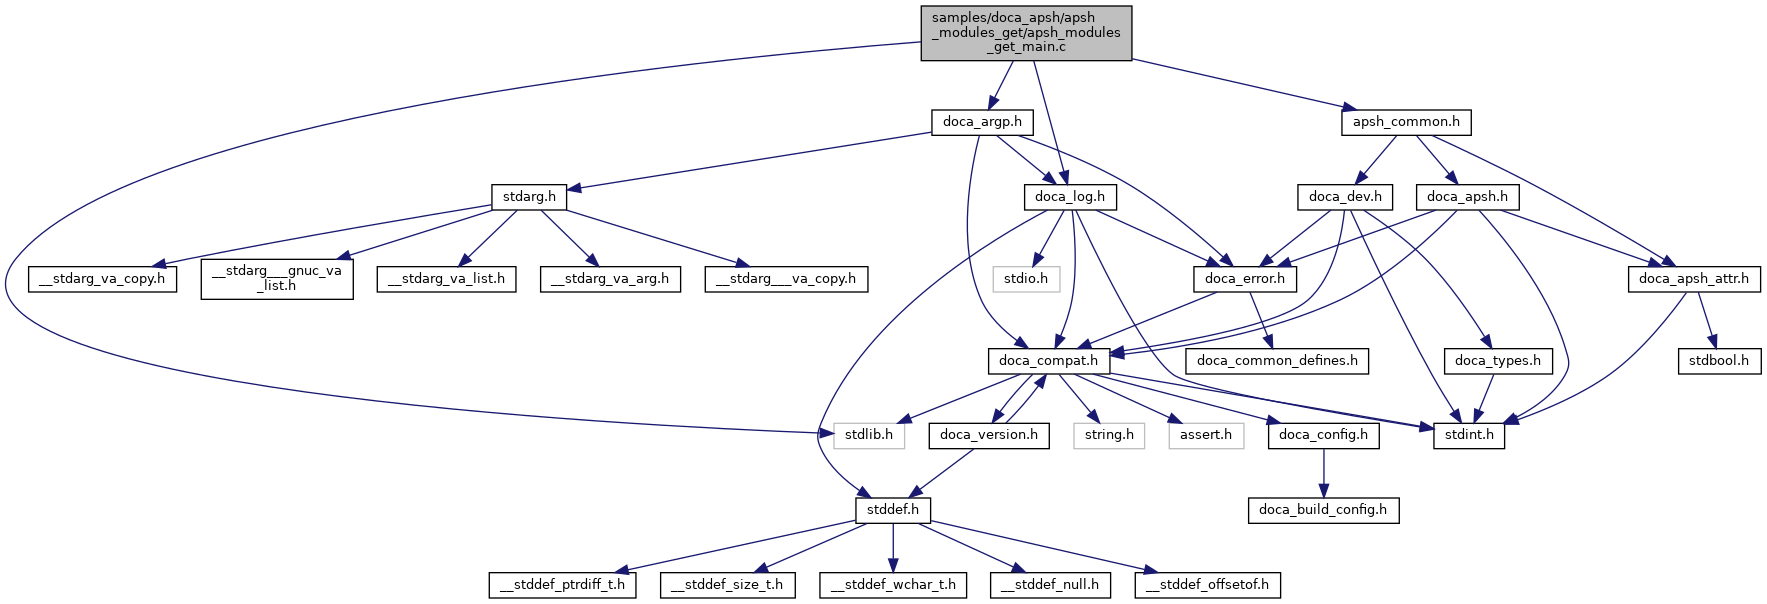 samples/doca_apsh/apsh
_modules_get/apsh_modules
_get_main.c
doca_argp.h
apsh_common.h
stdarg.h
doca_log.h
doca_dev.h
doca_apsh.h
__stdarg_va_copy.h
__stdarg___gnuc_va
_list.h
__stdarg_va_list.h
__stdarg_va_arg.h
__stdarg___va_copy.h
stdio.h
doca_error.h
doca_apsh_attr.h
doca_compat.h
doca_common_defines.h
doca_types.h
stdbool.h
stdlib.h
doca_version.h
string.h
assert.h
doca_config.h
stdint.h
stddef.h
doca_build_config.h
__stddef_ptrdiff_t.h
__stddef_size_t.h
__stddef_wchar_t.h
__stddef_null.h
__stddef_offsetof.h